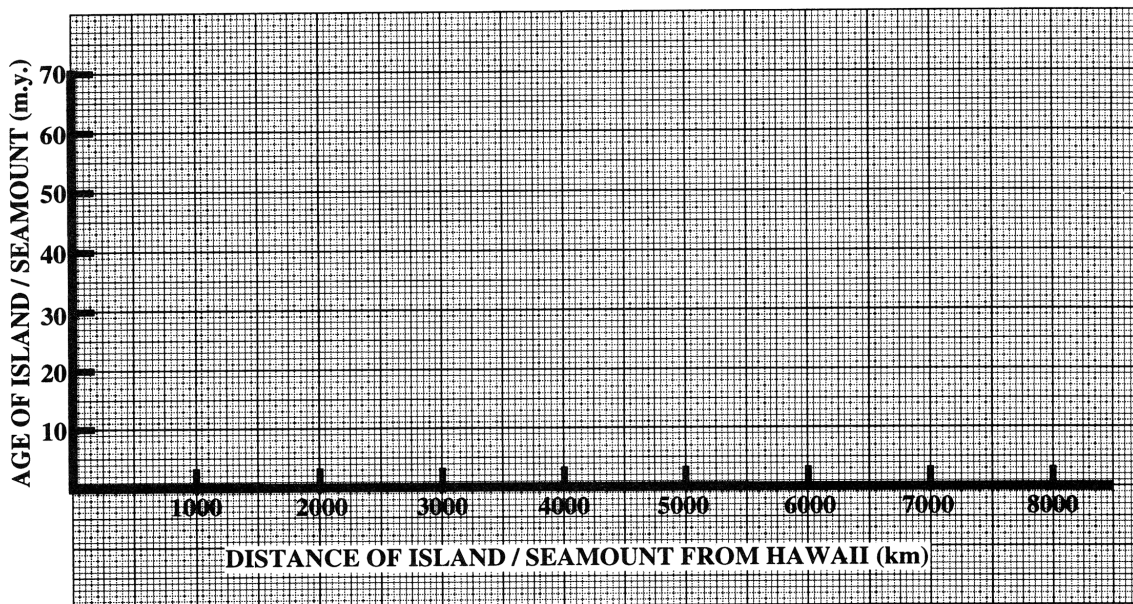 AGE OF ISLAND / SEAMOUNT (m.y.)
70
60
50
40
30
20
10
1000 2000 3000 4000 5000 6000 7000 8000
DISTANCE OF ISLAND / SEAMOUNT FROM HAWAII (km)